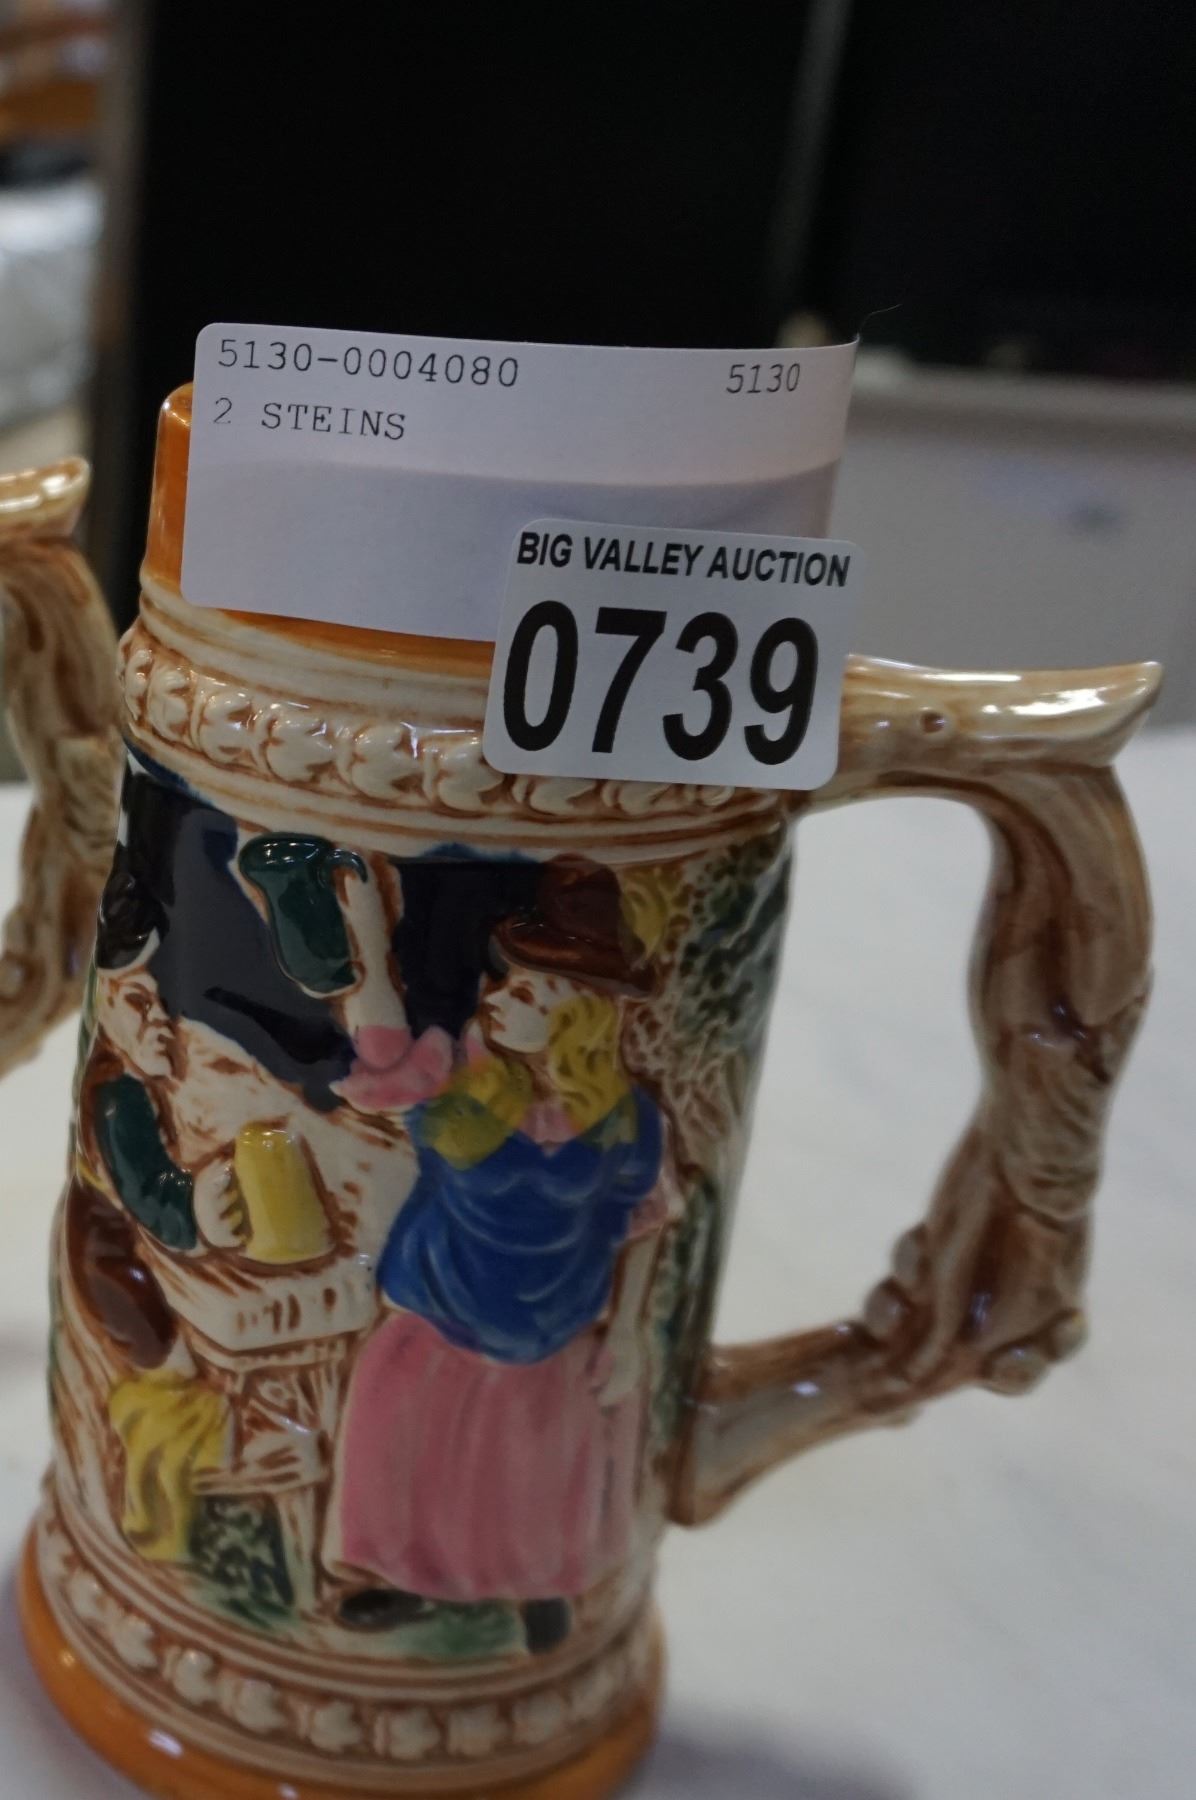 5130-0004080 5130
2 STEINS
BIG VALLEY AUCTION
0739